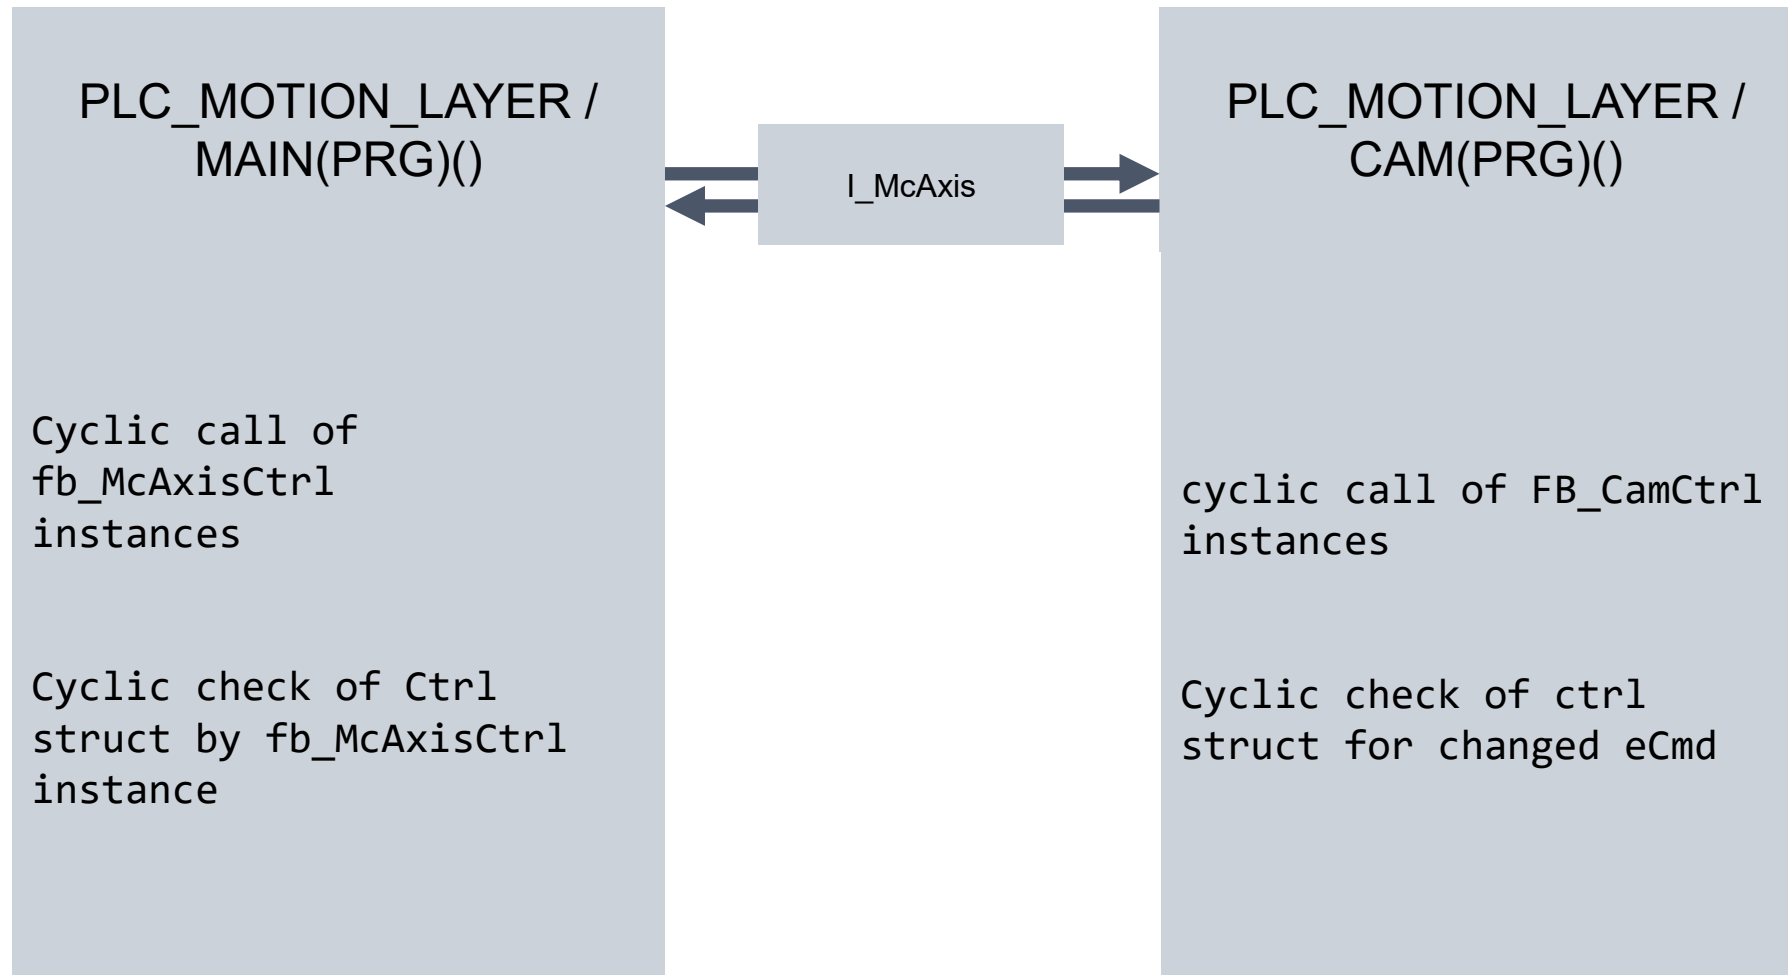 PLC_MOTION_LAYER /
MAIN(PRG)()
I_McAxis
PLC_MOTION_LAYER /
CAM(PRG)()
Cyclic call of
fb_McAxisCtrl
instances
Cyclic check of Ctrl
struct by fb_McAxisCtrl
instance
cyclic call of FB_CamCtrl
instances
Cyclic check of ctrl
struct for changed eCmd